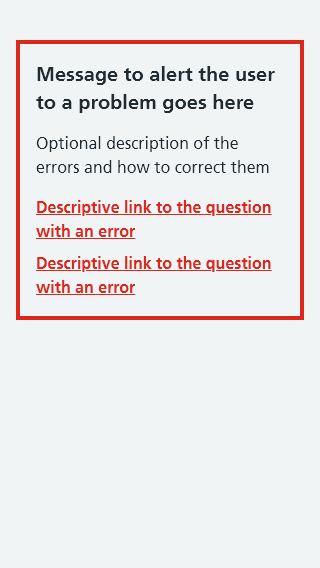 Message to alert the user
to a problem goes here
Optional description of the
errors and how to correct them
Descriptive link to the question
with an error
Descriptive link to the question
with an error